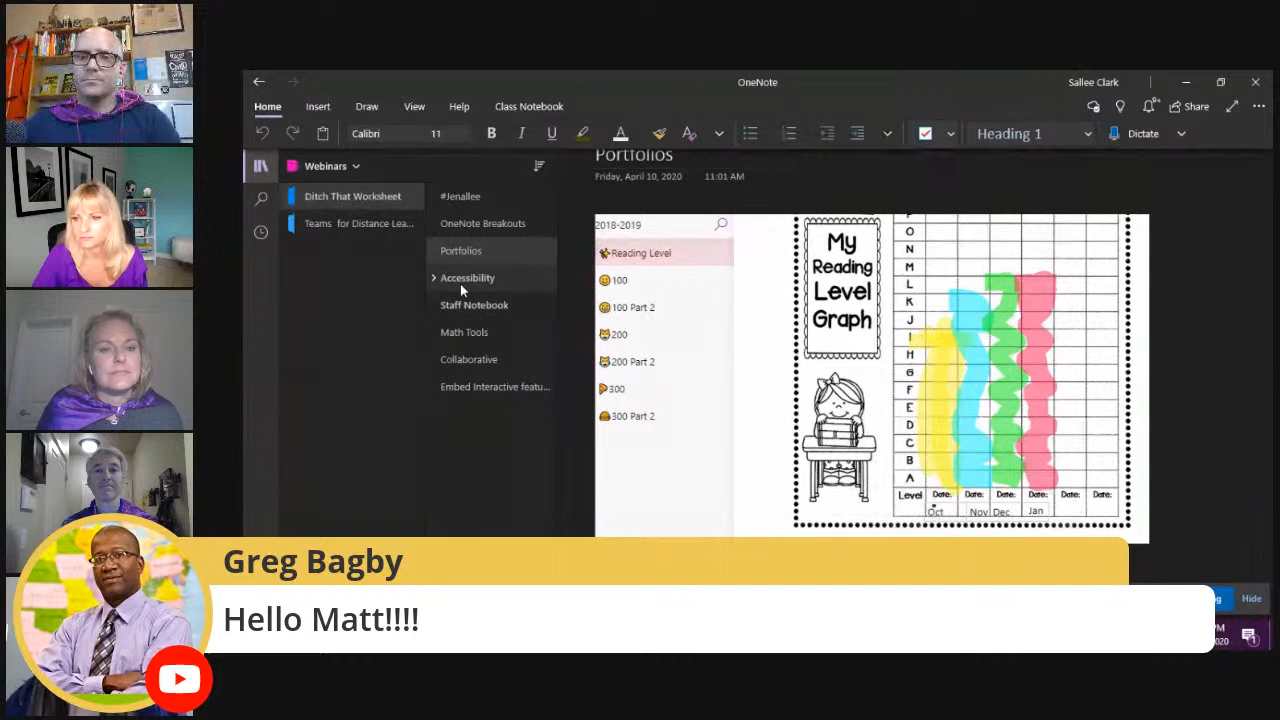 OneNote
Sallee Clark
Home
Insert
Draw
View
Help
Class Notebook
Share
Calibri
11
B
I
U
A
Heading 1
Dictate
Webinars
Ditch That Worksheet
Teams for Distance Lea...
#Jenallee
OneNote Breakouts
Portfolios
Accessibility
Staff Notebook
Math Tools
Collaborative
Embed Interactive featu...
Portfolios
Friday, April 10, 2020
11:01 AM
2018-2019
Reading Level
100
100 Part 2
200
200 Part 2
300
300 Part 2
My
Reading
Level
Graph
O
N
M
L
K
J
I
H
G
F
E
D
C
B
A
Level
Date:
Date:
Date:
Date:
Date:
Date:
Oct
Nov
Dec
Jan
Hide
Greg Bagby
Hello Matt!!!!